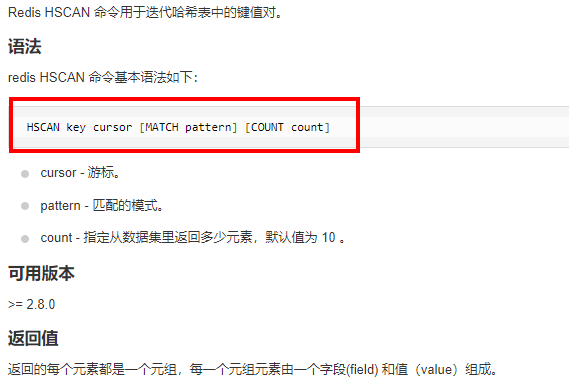 Redis HSCAN 命令用于迭代哈希表中的键值对。
语法
redis HSCAN 命令基本语法如下：
HSCAN key cursor [MATCH pattern] [COUNT count]
cursor - 游标。
pattern - 匹配的模式。
count - 指定从数据集里返回多少元素，默认值为 10 。
可用版本
>= 2.8.0
返回值
返回的每个元素都是一个元组，每一个元组元素由一个字段(field) 和值（value）组成。